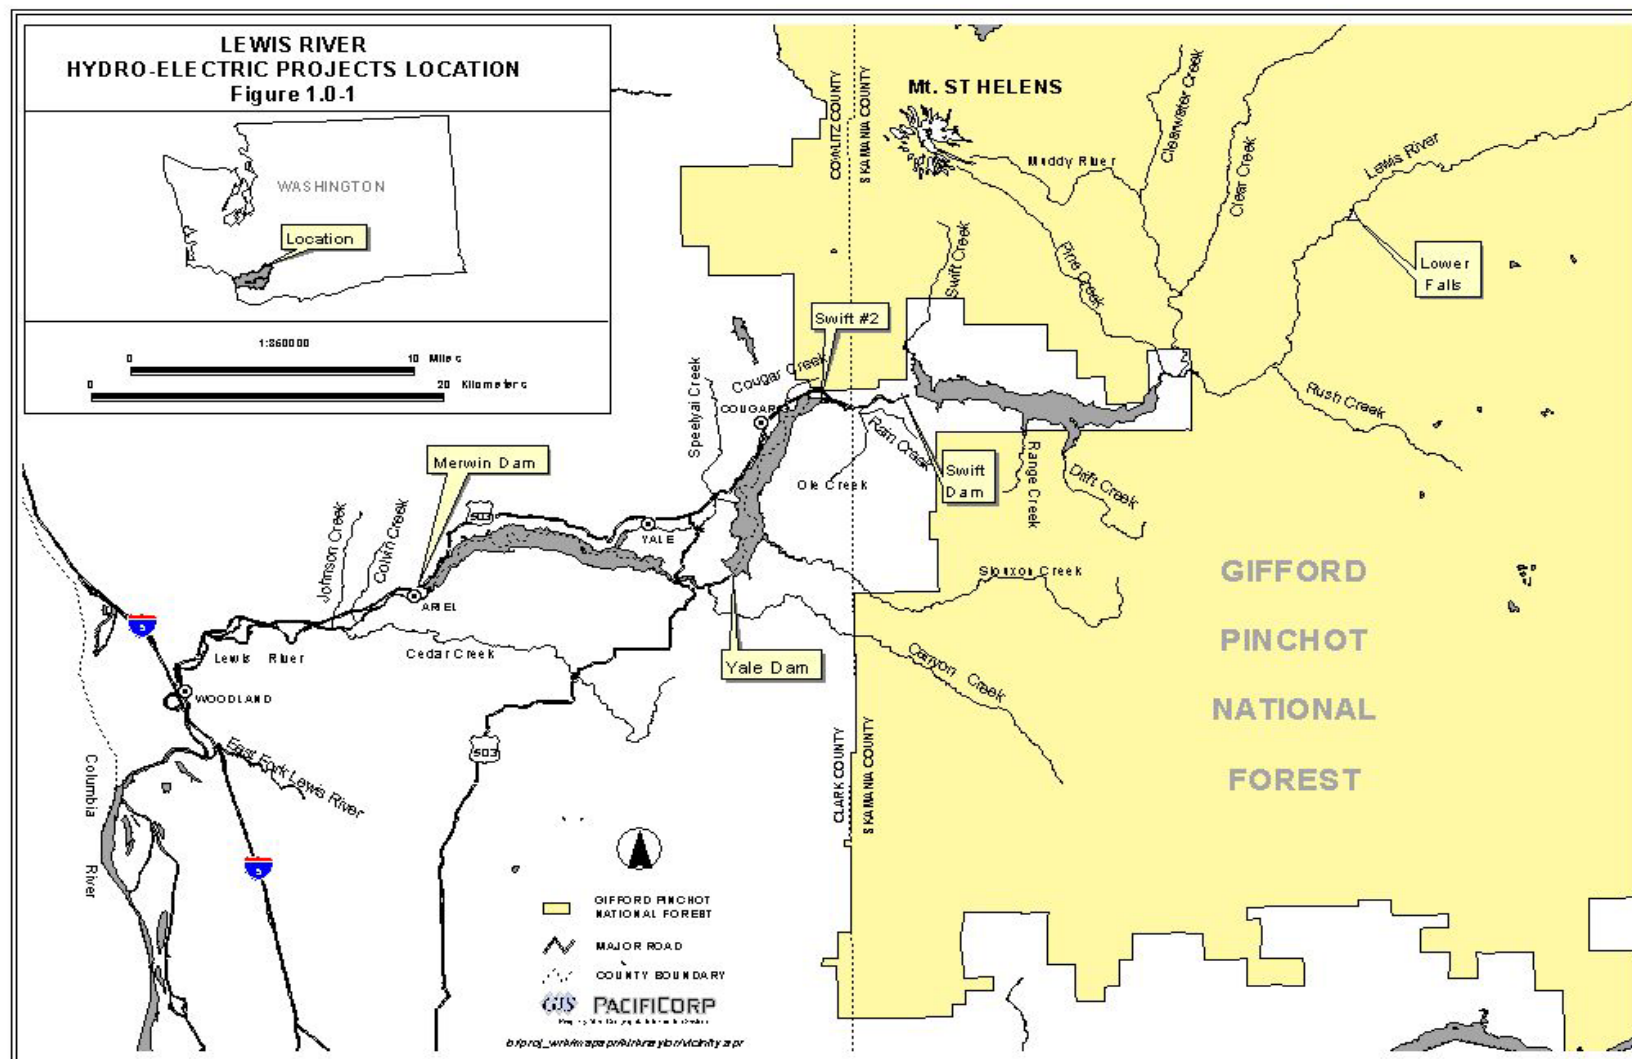 LEWIS RIVER
HYDRO-ELECTRIC PROJECTS LOCATION
Figure 1.0-1
WASHINGTON
Location
1:360000
0 10 Miles
0 20 Kilometers
COWLITZ COUNTY
SKAMANIA COUNTY
Mt. ST HELENS
Muddy River
Clearwater Creek
Clear Creek
Lewis River
Lower
Falls
Swift Creek
Pine Creek
Swift #2
Speelyai Creek
Cougar Creek
COUGAR
Rain Creek
Ole Creek
Swift
Dam
Range Creek
Drift Creek
Rush Creek
Merwin Dam
503
YALE
Johnson Creek
Colvin Creek
ARIEL
Siouxon Creek
5
Lewis River
Cedar Creek
Yale Dam
Canyon Creek
WOODLAND
East Fork Lewis River
503
Columbia
River
5
CLARK COUNTY
SKAMANIA COUNTY
GIFFORD
PINCHOT
NATIONAL
FOREST
GIFFORD PINCHOT
NATIONAL FOREST
MAJOR ROAD
COUNTY BOUNDARY
GIS PACIFICORP